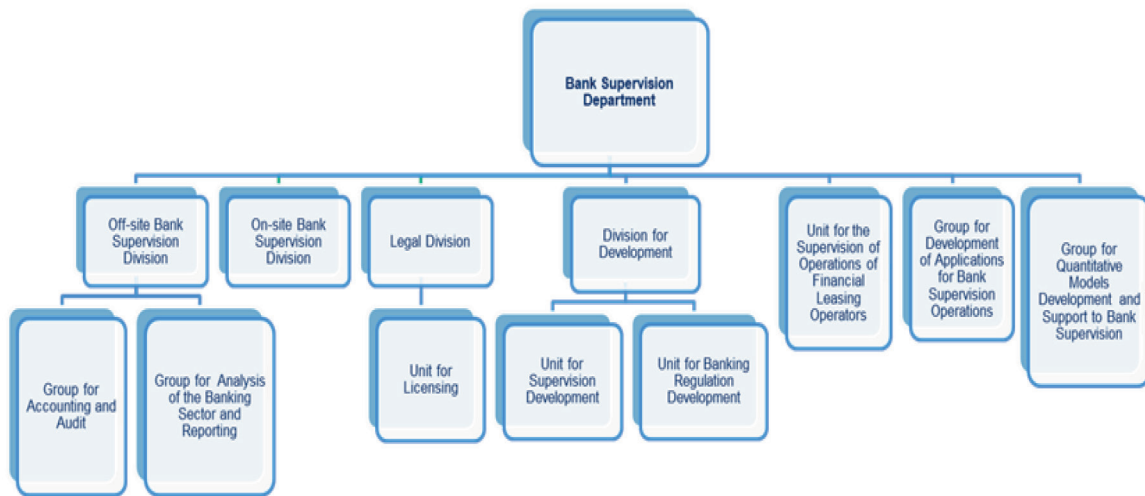 Bank Supervision
Department
Off-site Bank
Supervision
Division
On-site Bank
Supervision
Division
Legal Division
Division for
Development
Unit for the
Supervision of
Operations of
Financial
Leasing
Operators
Group for
Development
of Applications
for Bank
Supervision
Operations
Group for
Quantitative
Models
Development and
Support to Bank
Supervision
Group for
Accounting and
Audit
Group for Analysis
of the Banking
Sector and
Reporting
Unit for
Licensing
Unit for
Supervision
Development
Unit for Banking
Regulation
Development